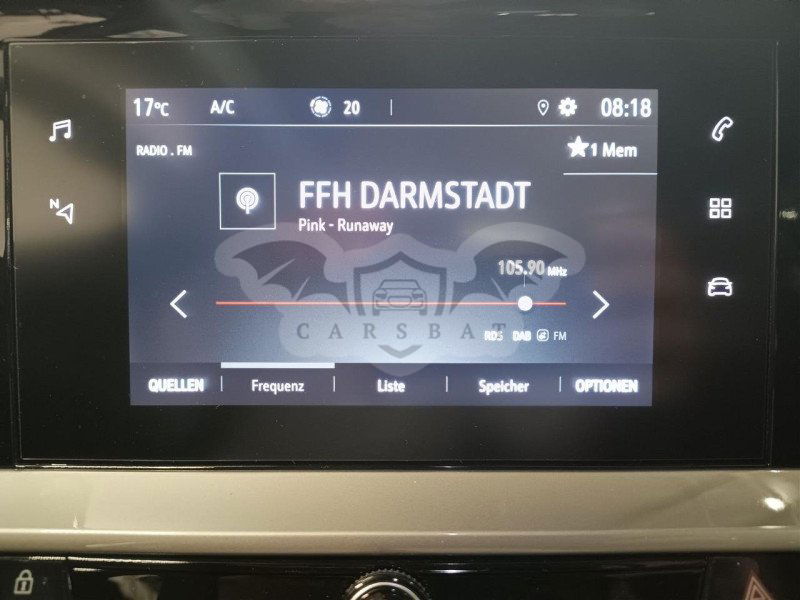 17°C A/C 20 08:18
RADIO . FM 1 Mem
FFH DARMSTADT
Pink - Runaway
N
105.90 MHz
CARSBAT
RDS DAB FM
QUELLEN Frequenz Liste Speicher OPTIONEN